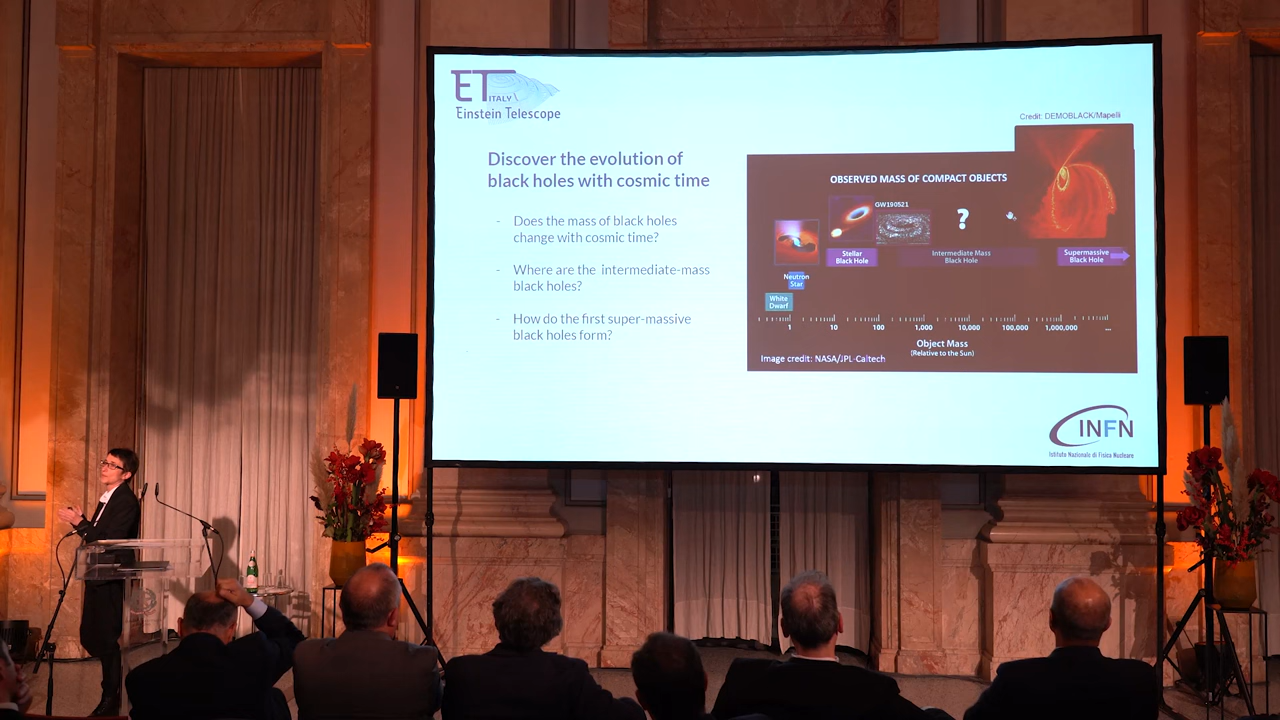 ET ITALY
Einstein Telescope
Discover the evolution of
black holes with cosmic time
- Does the mass of black holes
change with cosmic time?
- Where are the intermediate-mass
black holes?
- How do the first super-massive
black holes form?
Credit: DEMOBLACK/Mapelli
OBSERVED MASS OF COMPACT OBJECTS
GW190521
?
Stellar
Black Hole
Intermediate Mass
Black Hole
Supermassive
Black Hole
Neutron
Star
White
Dwarf
1 10 100 1,000 10,000 100,000 1,000,000 ...
Object Mass
(Relative to the Sun)
Image credit: NASA/JPL-Caltech
INFN
Istituto Nazionale di Fisica Nucleare